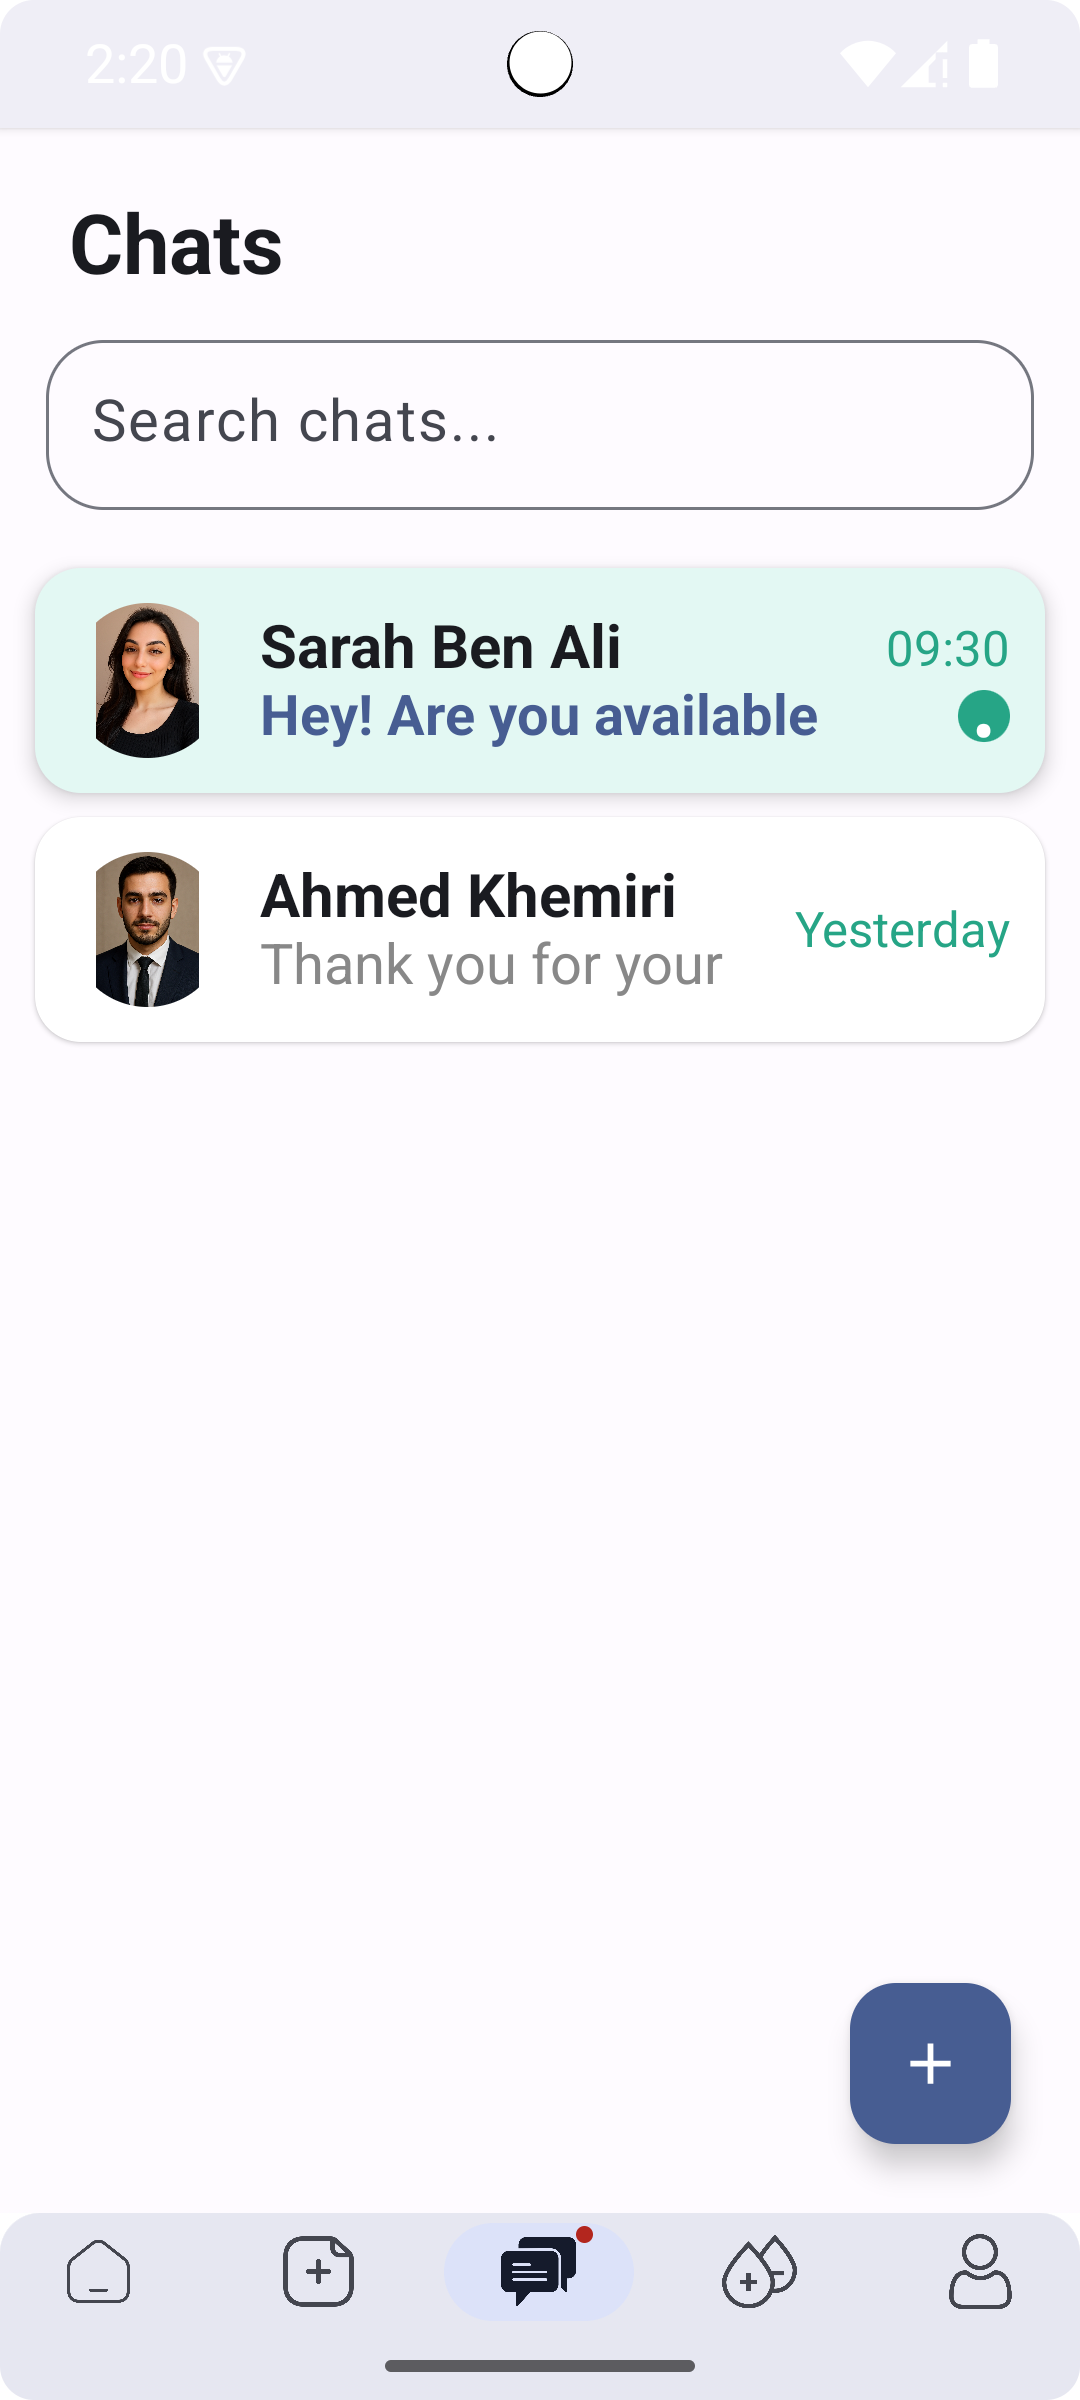 2:20
Chats
Search chats...
Sarah Ben Ali
09:30
Hey! Are you available
Ahmed Khemiri
Yesterday
Thank you for your